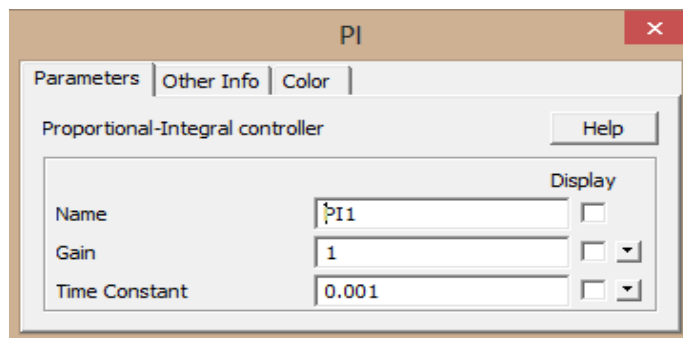 PI
Parameters Other Info Color
Proportional-Integral controller Help
Display
Name PI1
Gain 1
Time Constant 0.001